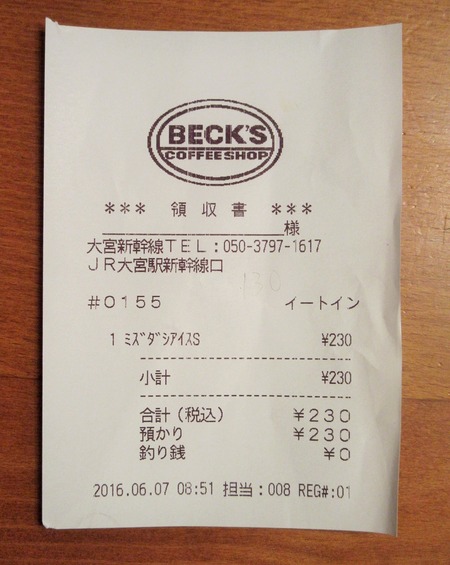 BECK'S
COFFEE SHOP
*** 領収書 ***
様
大宮新幹線TEL:050-3797-1617
JR大宮駅新幹線口
#0155 イートイン
1 ﾐｽﾞﾀﾞｼｱｲｽS ¥230
小計 ¥230
合計(税込) ¥230
預かり ¥230
釣り銭 ¥0
2016.06.07 08:51 担当:008 REG#:01